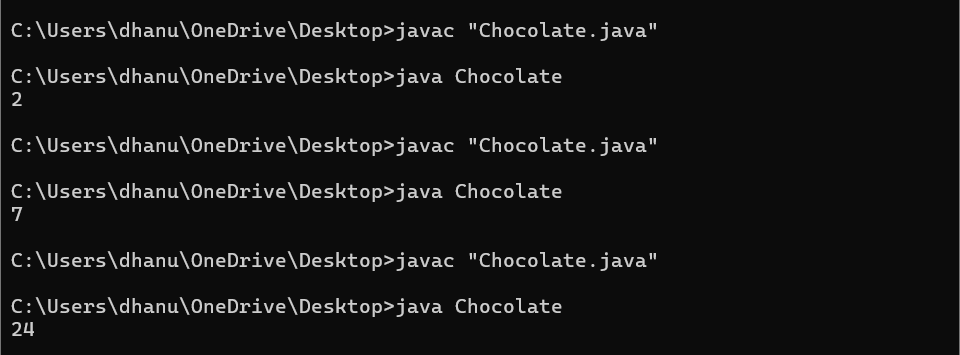 C:\Users\dhanu\OneDrive\Desktop>javac "Chocolate.java"
C:\Users\dhanu\OneDrive\Desktop>java Chocolate
2
C:\Users\dhanu\OneDrive\Desktop>javac "Chocolate.java"
C:\Users\dhanu\OneDrive\Desktop>java Chocolate
7
C:\Users\dhanu\OneDrive\Desktop>javac "Chocolate.java"
C:\Users\dhanu\OneDrive\Desktop>java Chocolate
24